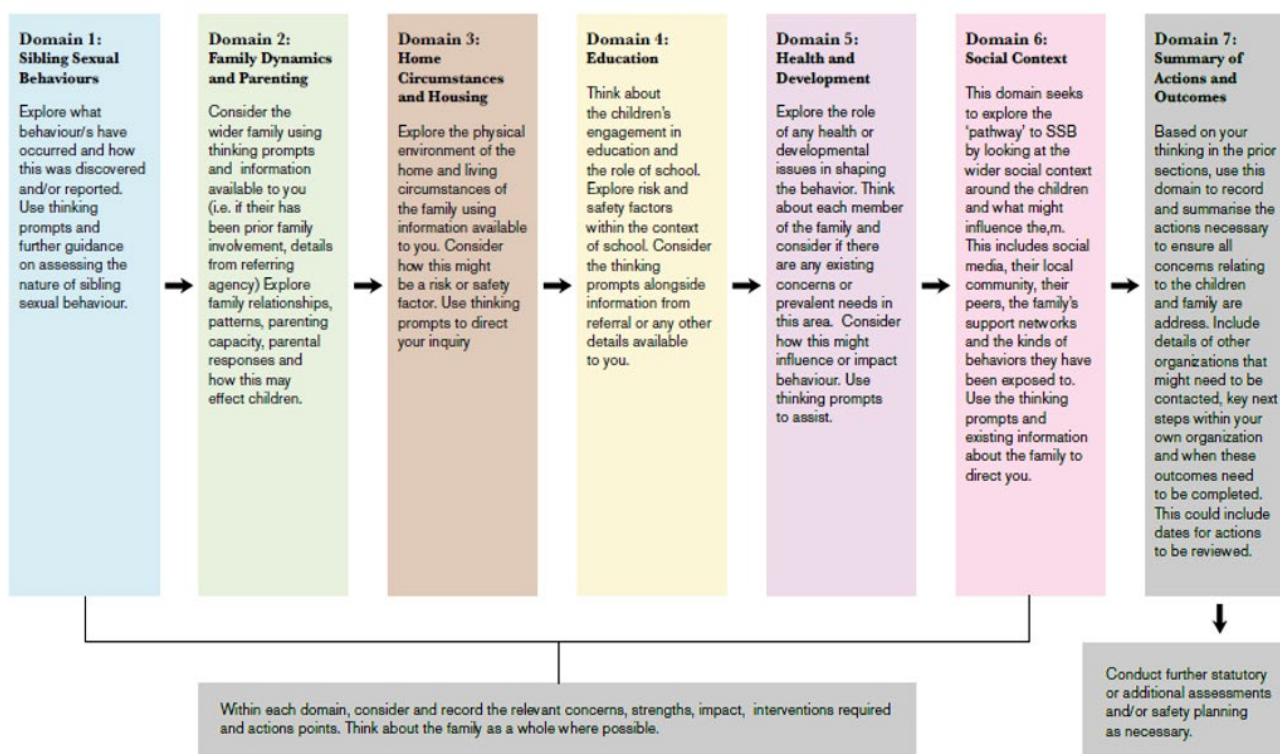 Domain 1:
Sibling Sexual
Behaviours
Explore what
behaviour/s have
occurred and how
this was discovered
and/or reported.
Use thinking
prompts and
further guidance
on assessing the
nature of sibling
sexual behaviour.
Domain 2:
Family Dynamics
and Parenting
Consider the
wider family using
thinking prompts
and information
available to you
(i.e. if their has
been prior family
involvement, details
from referring
agency) Explore
family relationships,
patterns, parenting
capacity, parental
responses and
how this may
effect children.
Domain 3:
Home
Circumstances
and Housing
Explore the physical
environment of the
home and living
circumstances of
the family using
information available
to you. Consider
how this might
be a risk or safety
factor. Use thinking
prompts to direct
your inquiry
Domain 4:
Education
Think about
the children's
engagement in
education and
the role of school.
Explore risk and
safety factors
within the context
of school. Consider
the thinking
prompts alongside
information from
referral or any other
details available
to you.
Domain 5:
Health and
Development
Explore the role
of any health or
developmental
issues in shaping
the behavior. Think
about each member
of the family and
consider if there
are any existing
concerns or
prevalent needs in
this area. Consider
how this might
influence or impact
behaviour. Use
thinking prompts
to assist.
Domain 6:
Social Context
This domain seeks
to explore the
'pathway' to SSB
by looking at the
wider social context
around the children
and what might
influence the,m.
This includes social
media, their local
community, their
peers, the family's
support networks
and the kinds of
behaviors they have
been exposed to.
Use the thinking
prompts and
existing information
about the family to
direct you.
Domain 7:
Summary of
Actions and
Outcomes
Based on your
thinking in the prior
sections, use this
domain to record
and summarise the
actions necessary
to ensure all
concerns relating
to the children
and family are
address. Include
details of other
organizations that
might need to be
contacted, key next
steps within your
own organization
and when these
outcomes need
to be completed.
This could include
dates for actions
to be reviewed.
Within each domain, consider and record the relevant concerns, strengths, impact, interventions required
and actions points. Think about the family as a whole where possible.
Conduct further statutory
or additional assessments
and/or safety planning
as necessary.